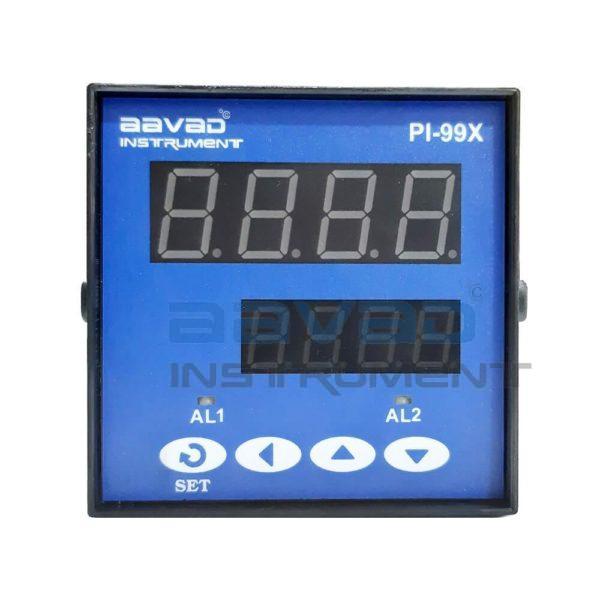 AAVAD °C
INSTRUMENT
PI-99X
AAVAD C
INSTRUMENT
AL1
AL2
SET